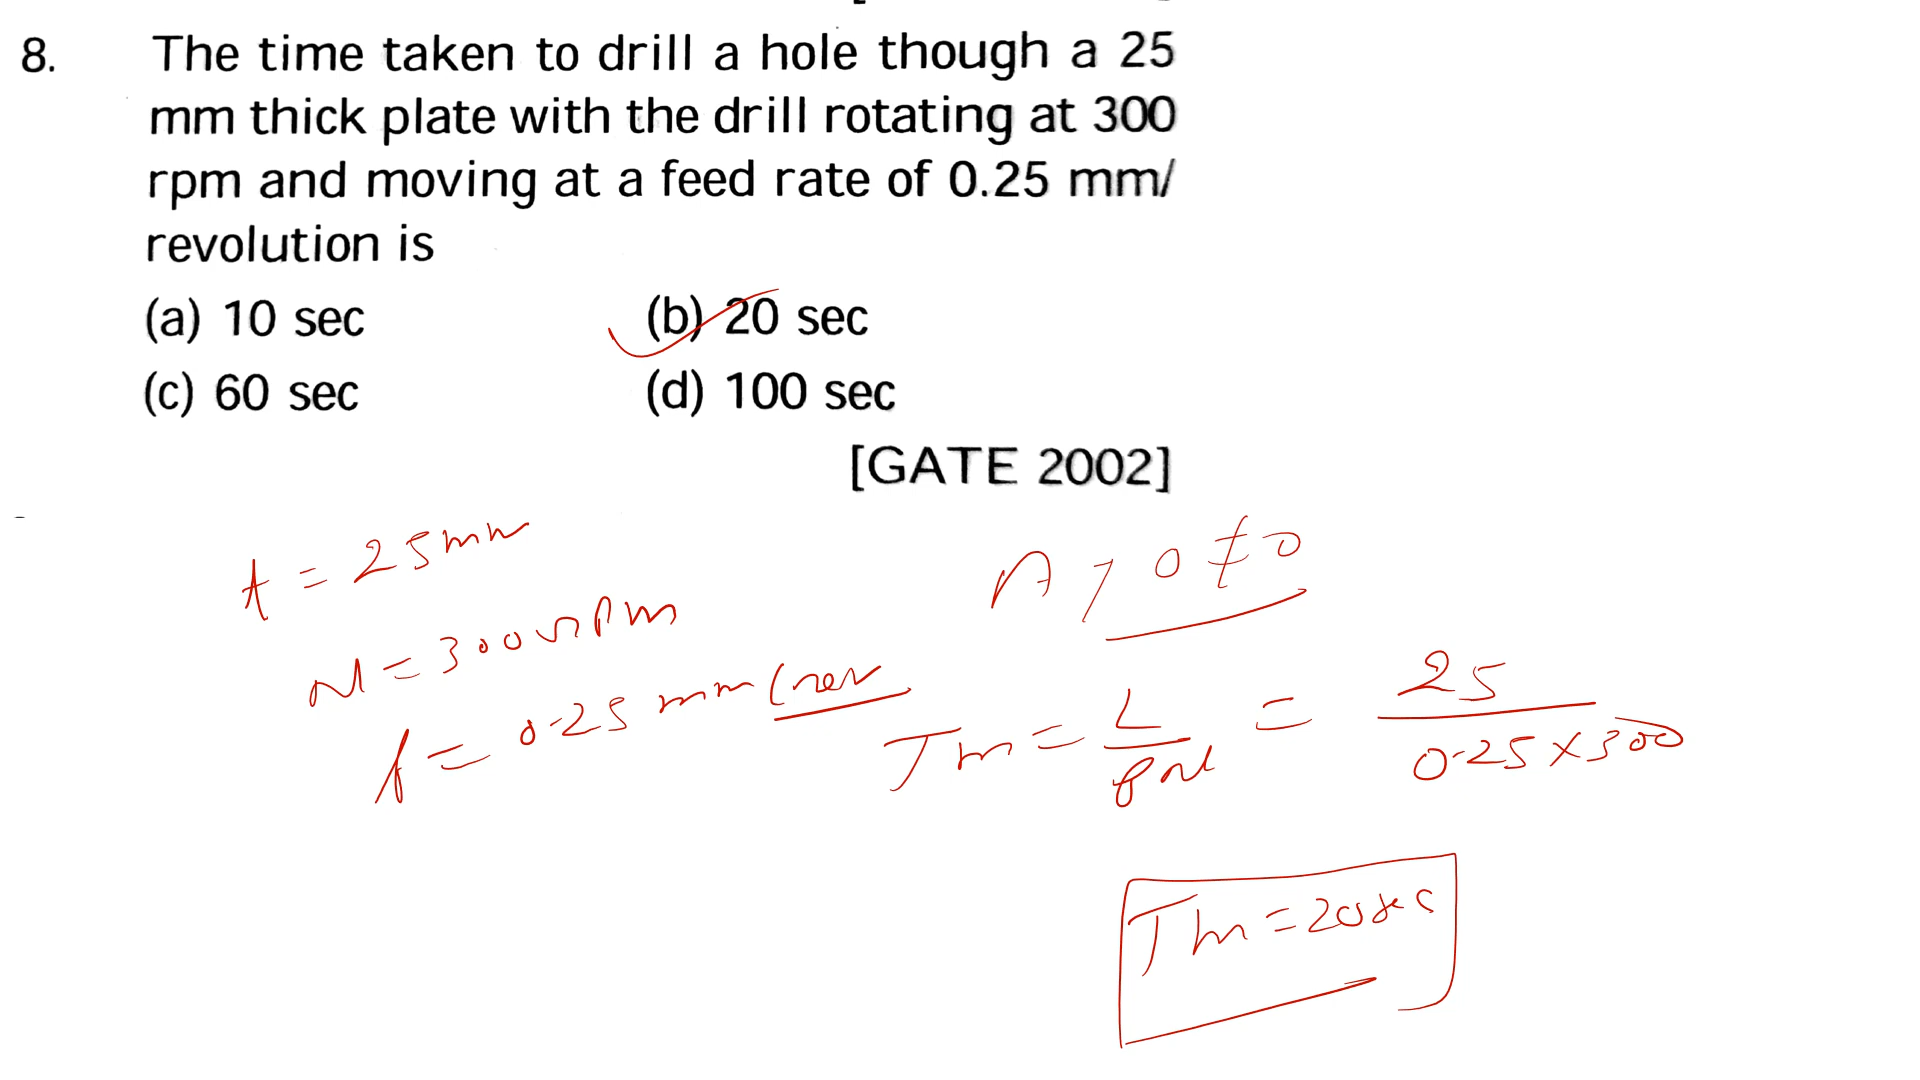 8. The time taken to drill a hole though a 25
mm thick plate with the drill rotating at 300
rpm and moving at a feed rate of 0.25 mm/
revolution is
(a) 10 sec (b) 20 sec
(c) 60 sec (d) 100 sec
[GATE 2002]
t = 25mm
N = 300 rpm
f = 0.25 mm/rev
Tm = L/fN = 25/0.25×300
Tm = 20sec